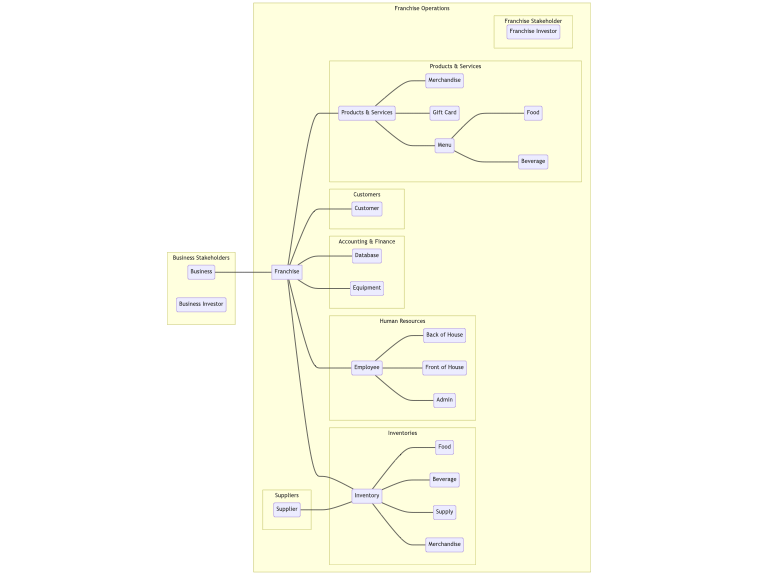 Franchise Operations
Franchise Stakeholder
Franchise Investor
Products & Services
Merchandise
Products & Services
Gift Card
Food
Menu
Beverage
Customers
Customer
Accounting & Finance
Database
Business Stakeholders
Business
Franchise
Equipment
Business Investor
Human Resources
Back of House
Employee
Front of House
Admin
Inventories
Food
Beverage
Suppliers
Inventory
Supplier
Supply
Merchandise